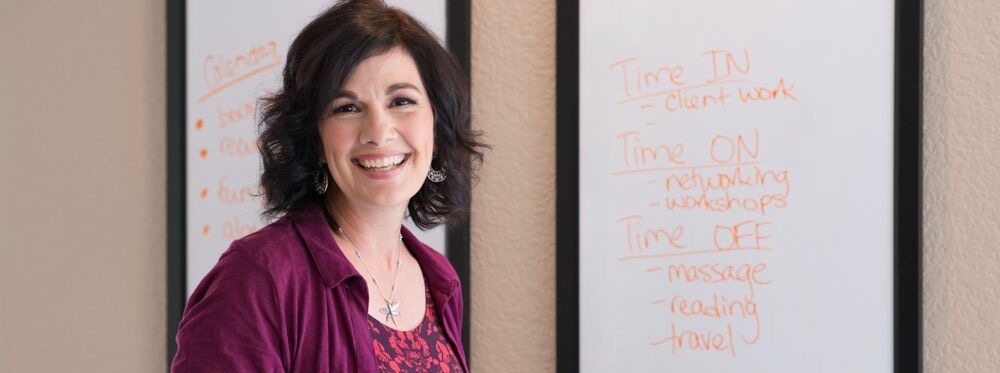 Calendar
Time IN
- client work
-
Time ON
- networking
- workshops
Time OFF
- massage
- reading
- travel